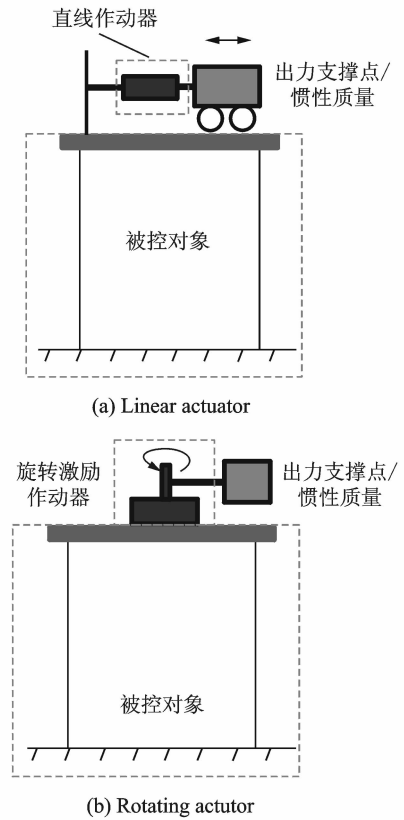 直线作动器
出力支撑点/
惯性质量
被控对象
(a) Linear actuator
旋转激励
作动器
出力支撑点/
惯性质量
被控对象
(b) Rotating actutor